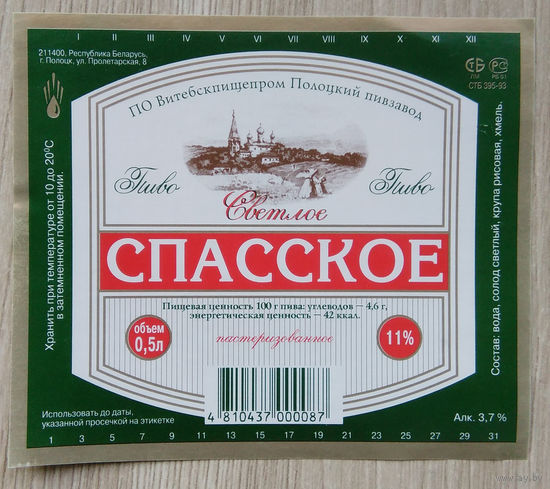 I II III IV V VI VII VIII IX X XI XII
211400, Республика Беларусь,
г. Полоцк, ул. Пролетарская, 8
СТБ 395-93
ПО Витебскпищепром Полоцкий пивзавод
Пиво
Пиво
Светлое
СПАССКОЕ
Пищевая ценность 100 г пива: углеводов – 4,6 г,
энергетическая ценность – 42 ккал.
пастеризованное
объем
0,5л
11%
Хранить при температуре от 10 до 20°С
в затемненном помещении.
Состав: вода, солод светлый, крупа рисовая, хмель.
4 810437 000087
Использовать до даты,
указанной просечкой на этикетке
Алк. 3,7 %
1 3 5 7 9 11 13 15 17 19 21 23 25 27 29 31